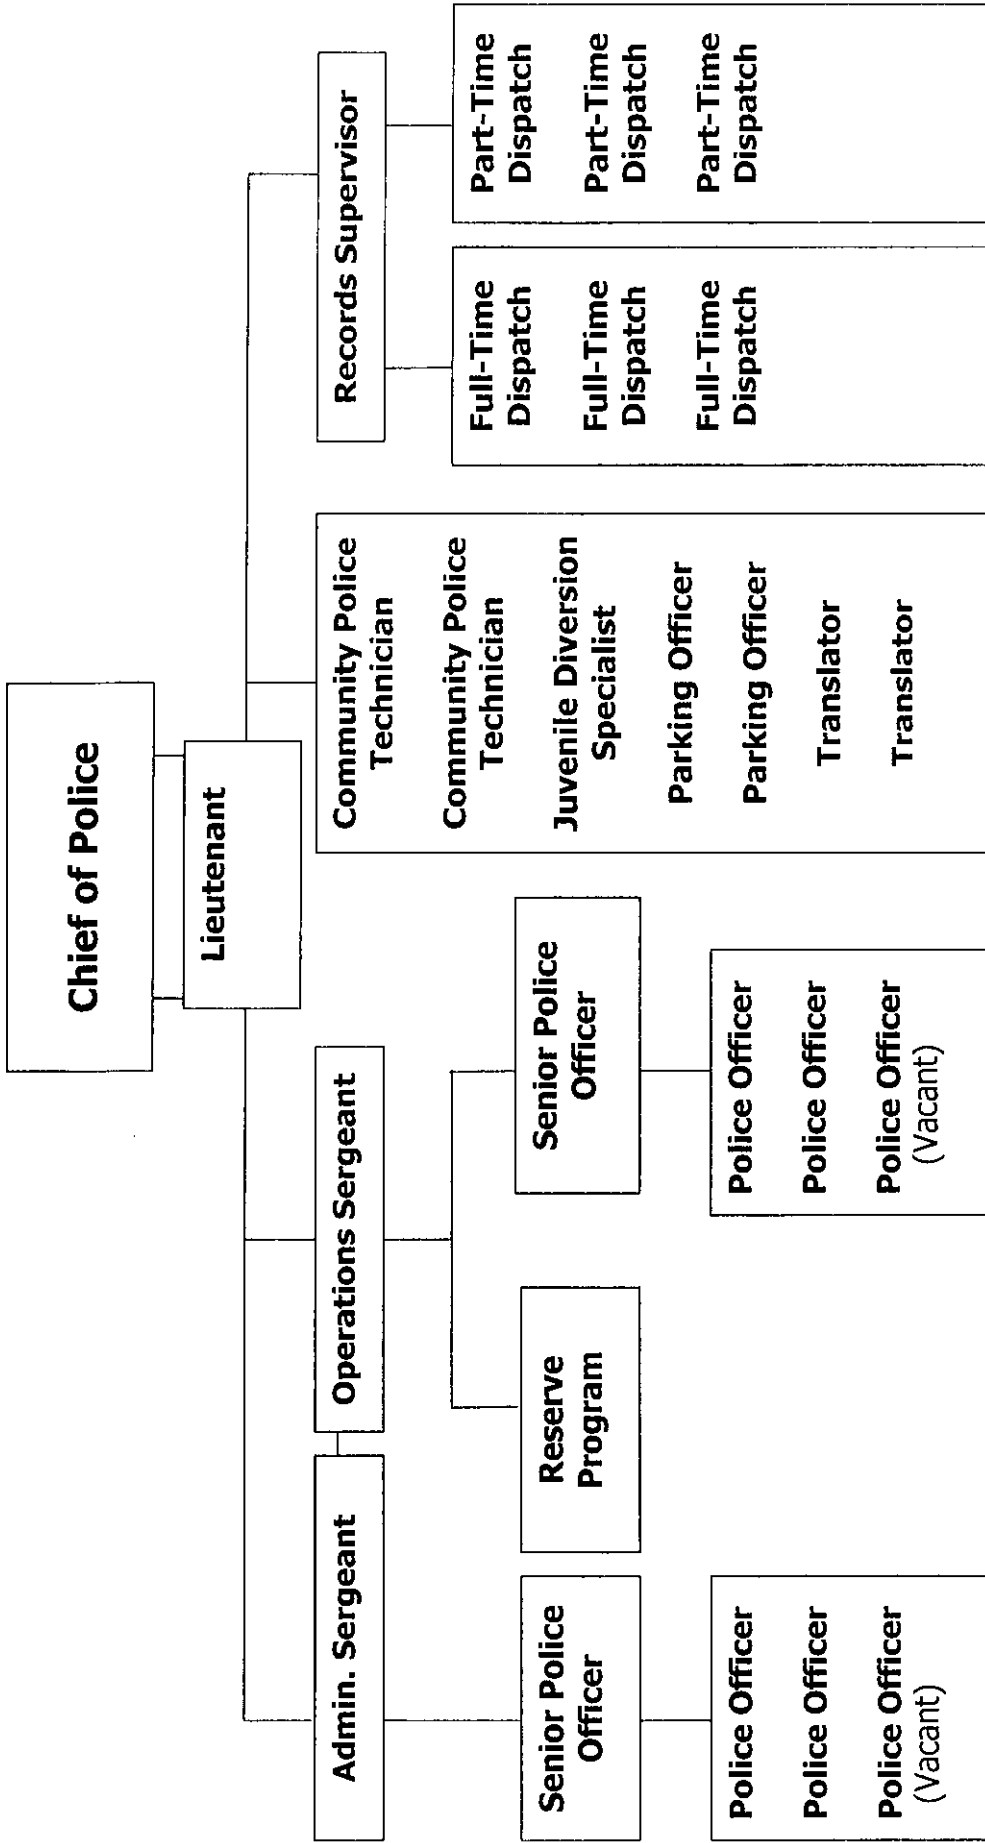 Chief of Police
Lieutenant
Admin. Sergeant
Operations Sergeant
Records Supervisor
Senior Police
Officer
Reserve
Program
Senior Police
Officer
Police Officer
Police Officer
Police Officer
(Vacant)
Police Officer
Police Officer
Police Officer
(Vacant)
Community Police
Technician
Community Police
Technician
Juvenile Diversion
Specialist
Parking Officer
Parking Officer
Translator
Translator
Full-Time
Dispatch
Full-Time
Dispatch
Full-Time
Dispatch
Part-Time
Dispatch
Part-Time
Dispatch
Part-Time
Dispatch